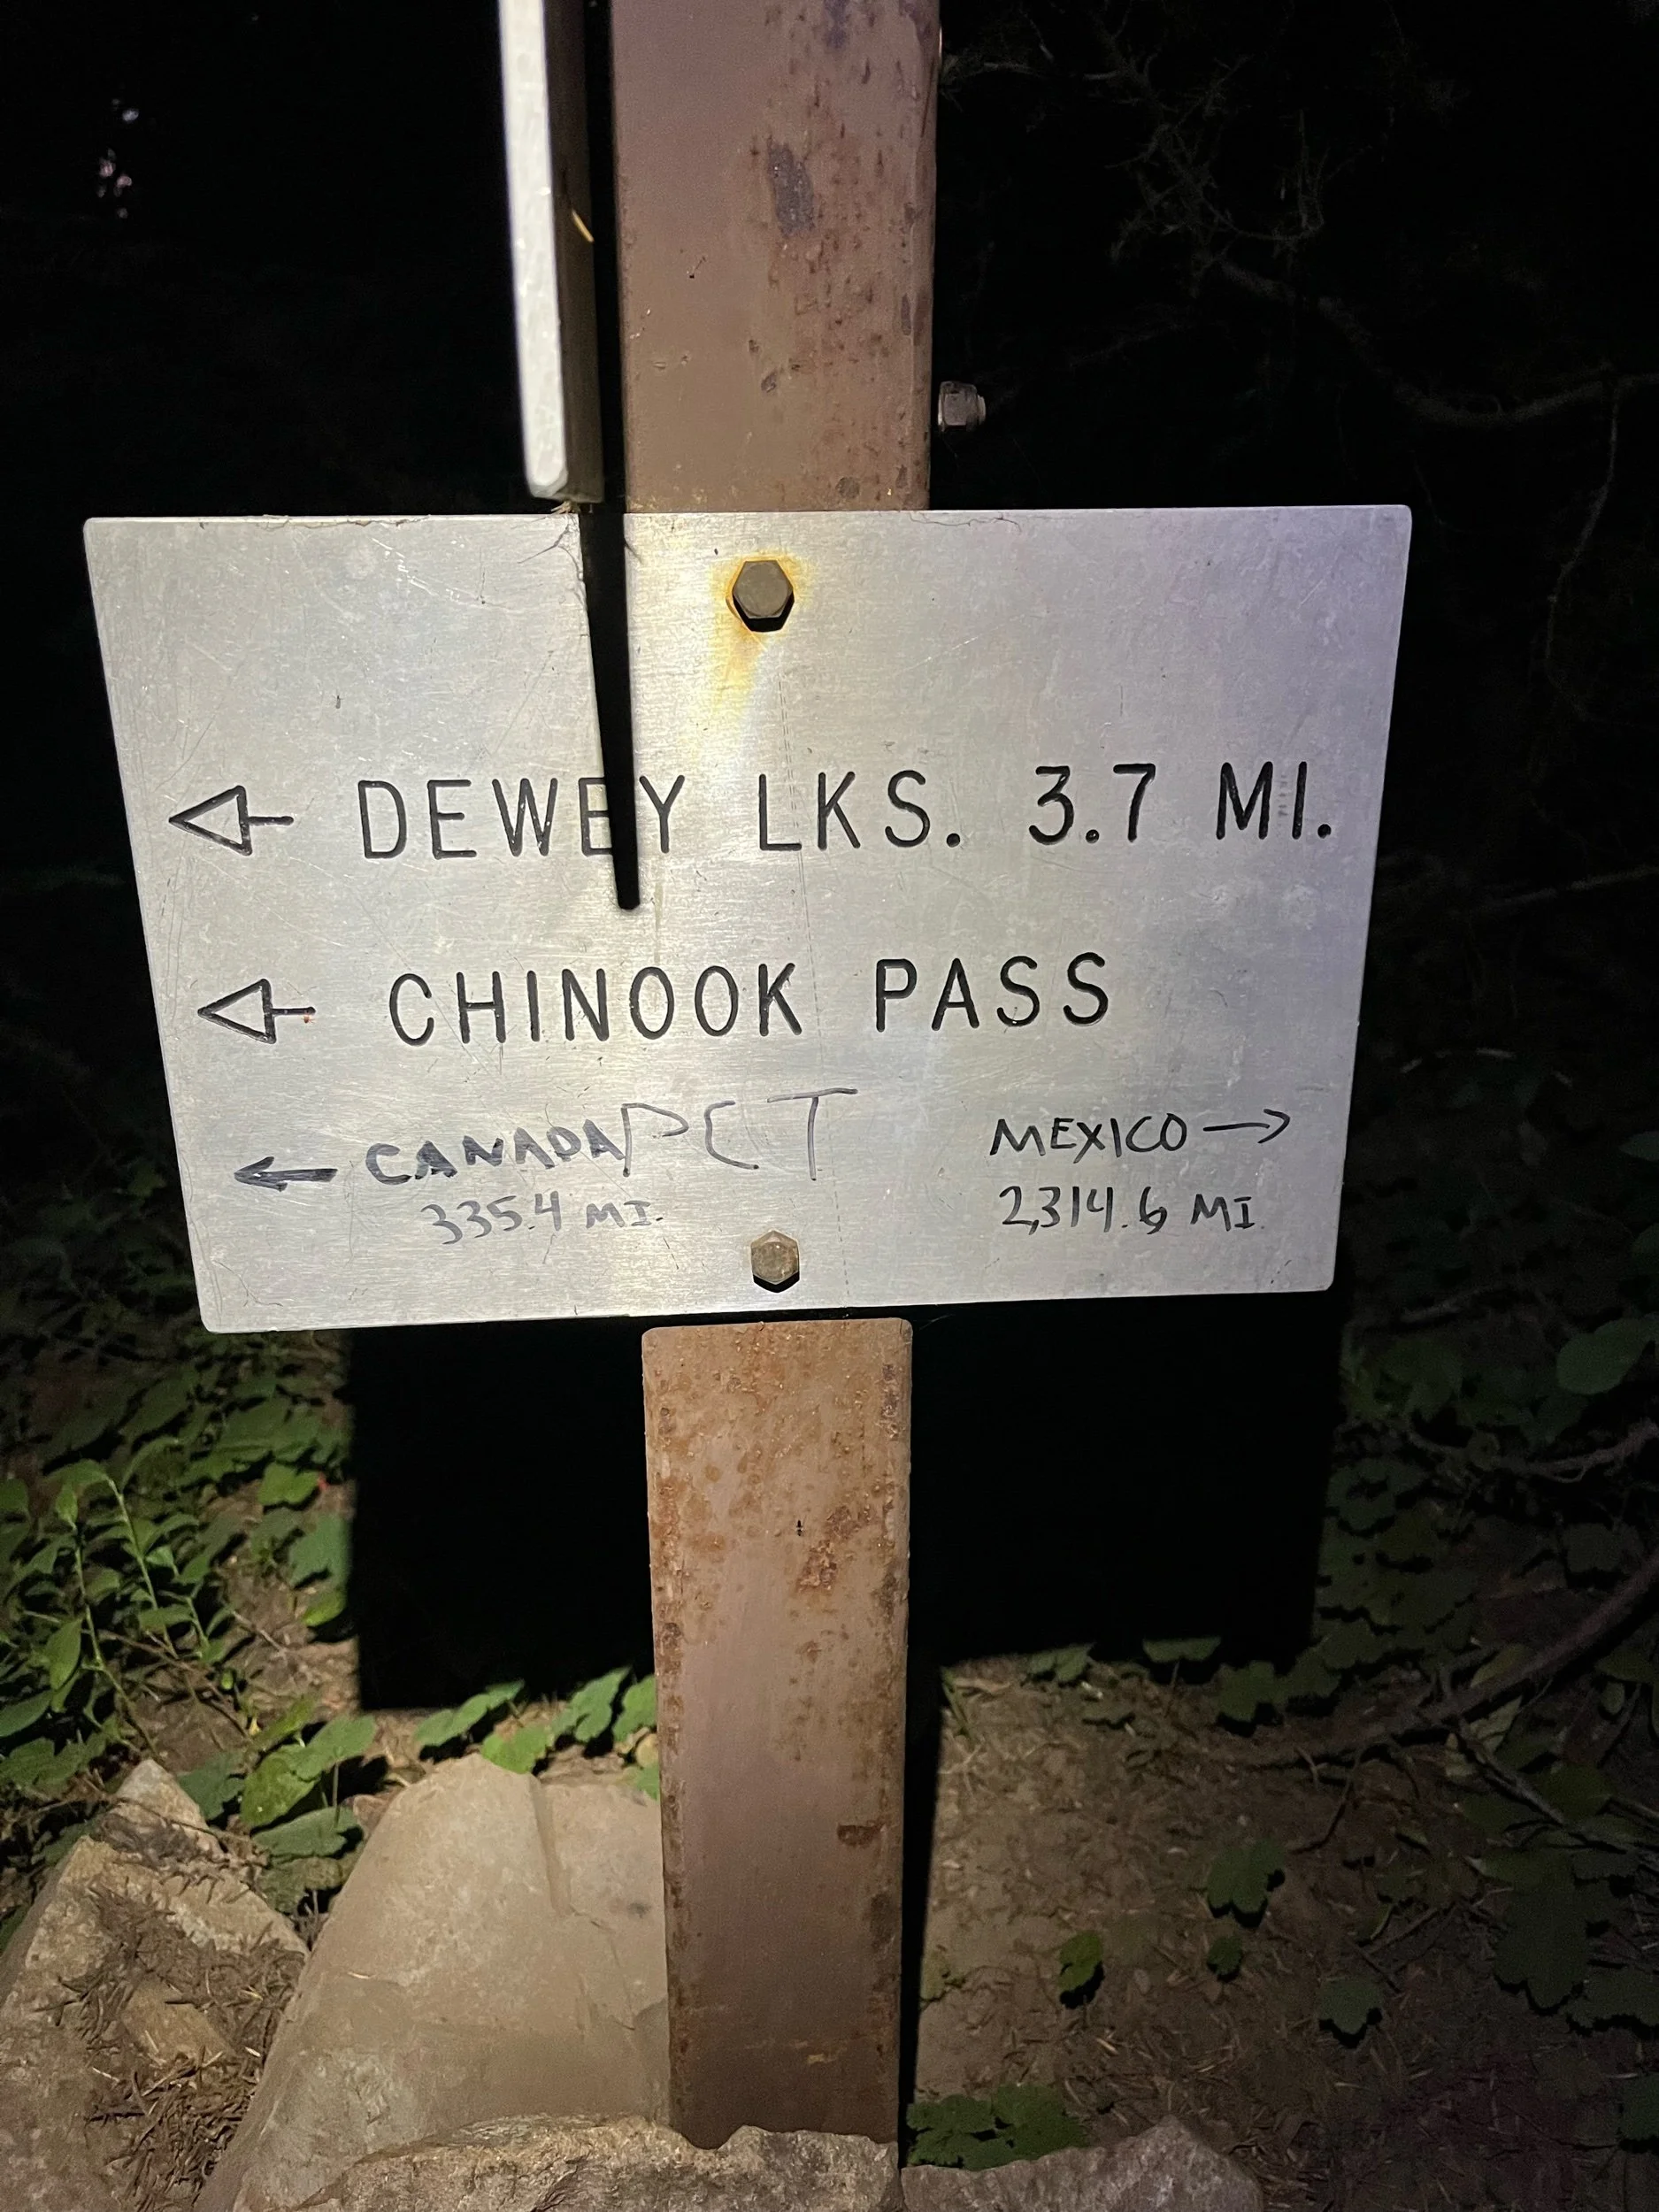 DEWEY LKS. 3.7 MI.
CHINOOK PASS
CANADA PCT MEXICO
335.4 MI. 2,314.6 MI.